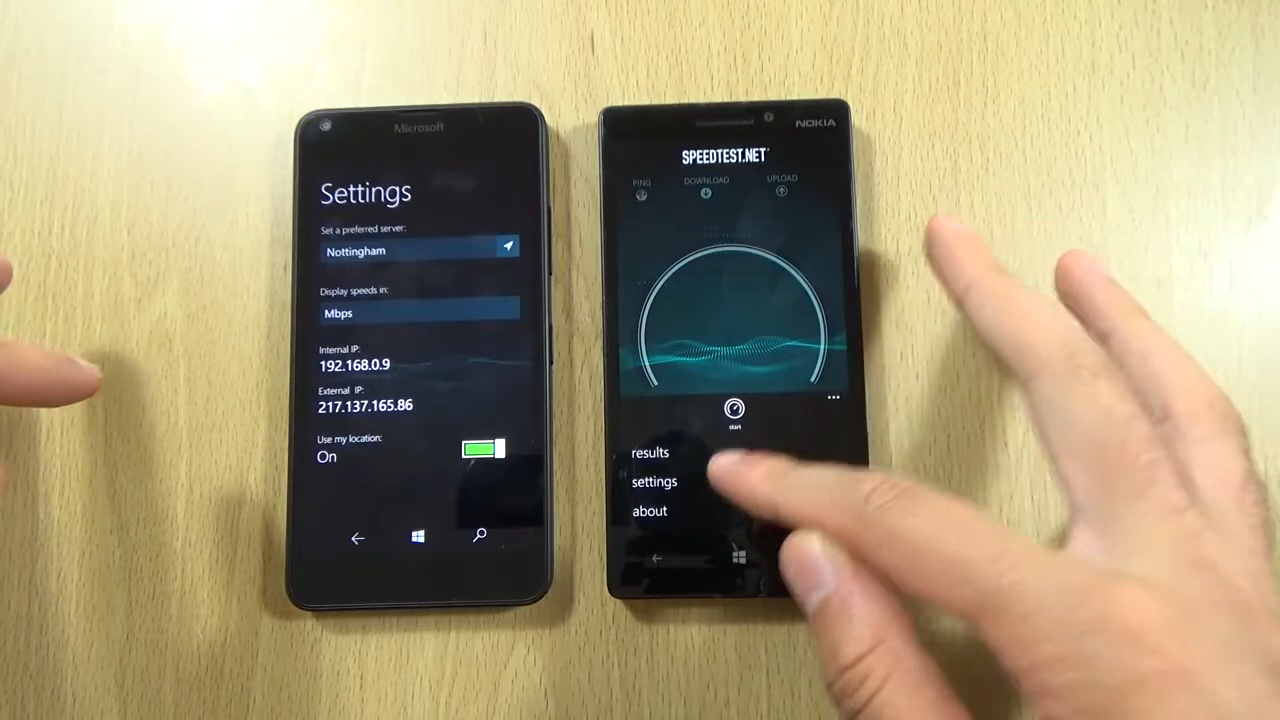 Microsoft
Settings
Set a preferred server:
Nottingham
Display speeds in:
Mbps
Internal IP:
192.168.0.9
External IP:
217.137.165.86
Use my location:
On
NOKIA
SPEEDTEST.NET
PING
DOWNLOAD
UPLOAD
start
results
settings
about